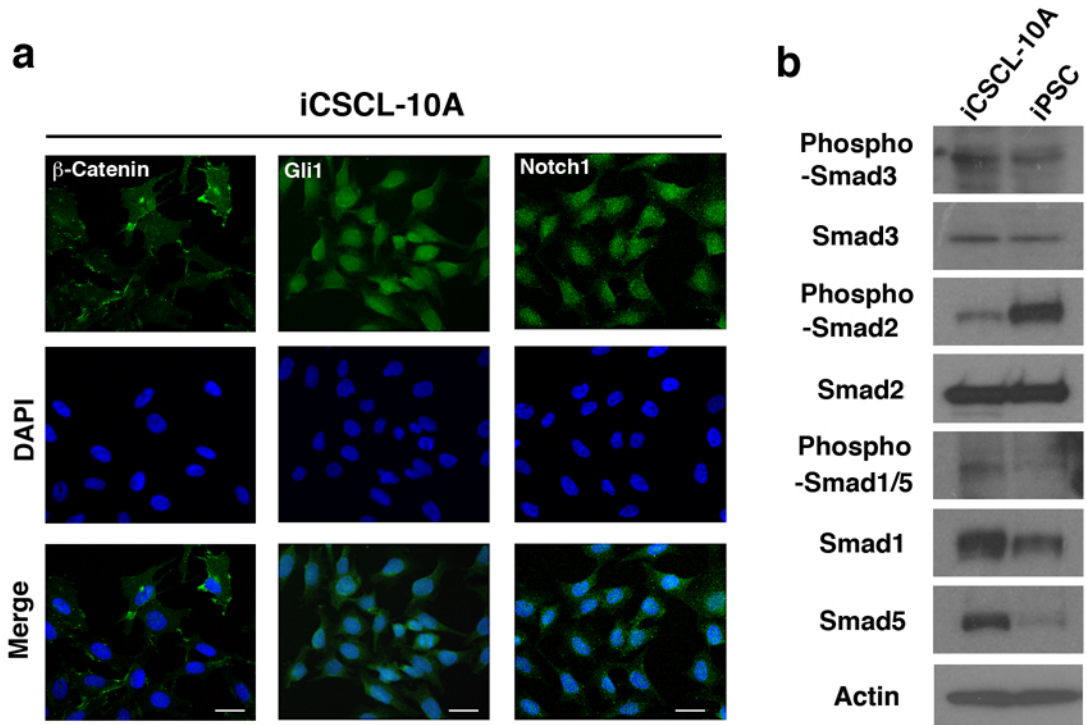 a
iCSCL-10A
β-Catenin
Gli1
Notch1
DAPI
Merge
b
iCSCL-10A
iPSC
Phospho
-Smad3
Smad3
Phospho
-Smad2
Smad2
Phospho
-Smad1/5
Smad1
Smad5
Actin